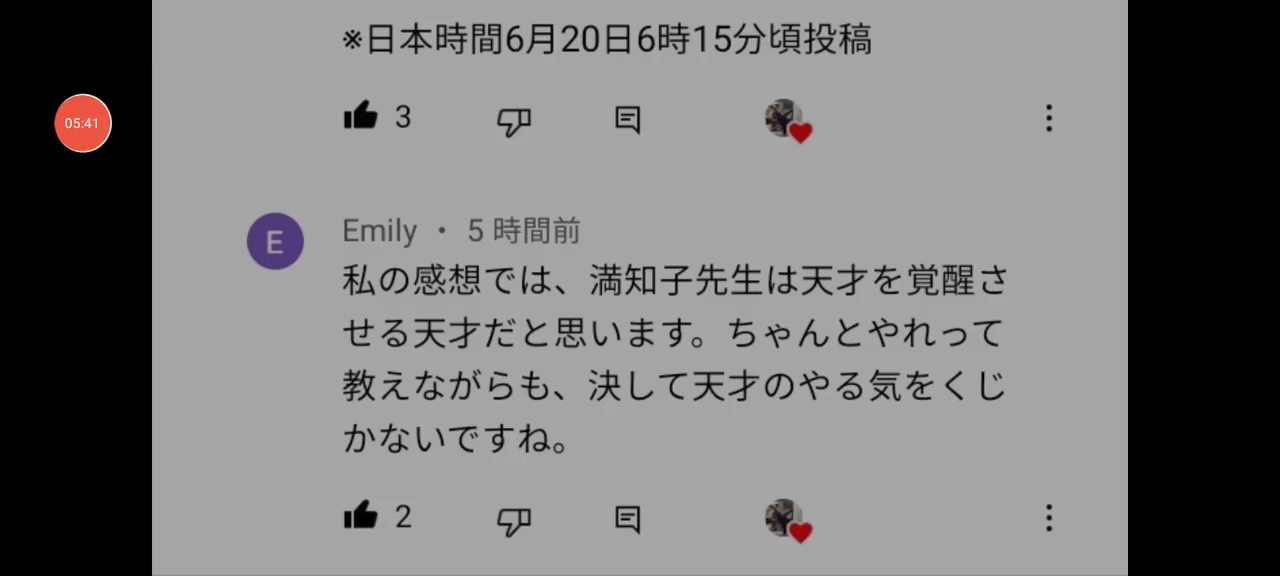 ※日本時間6月20日6時15分頃投稿
3
05:41
E
Emily ・ 5 時間前
私の感想では、満知子先生は天才を覚醒さ
せる天才だと思います。ちゃんとやれって
教えながらも、決して天才のやる気をくじ
かないですね。
2